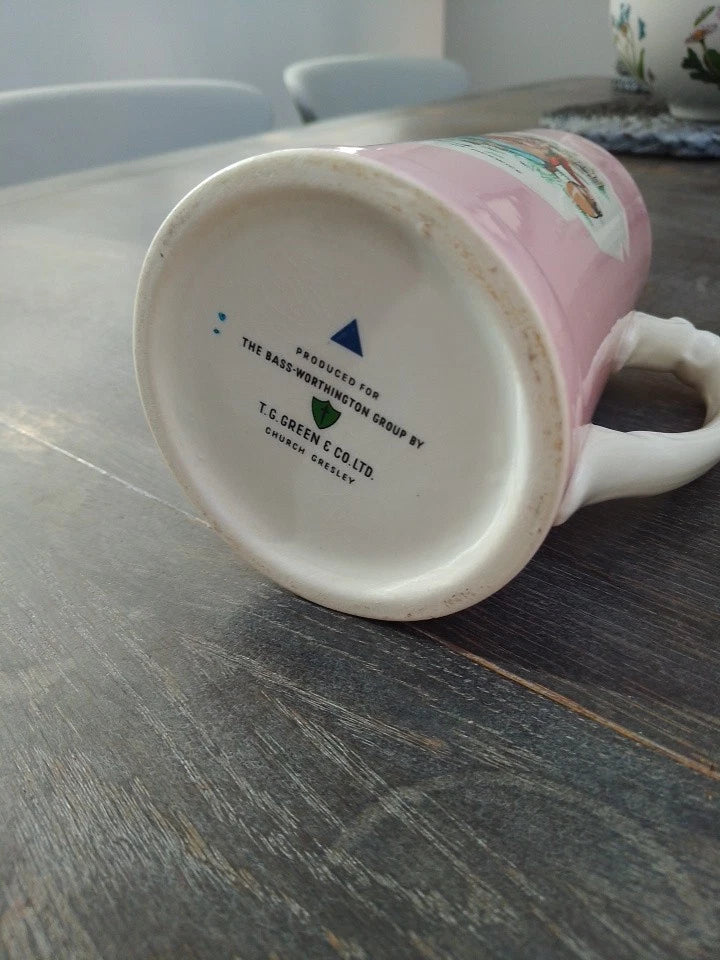 PRODUCED FOR
THE BASS-WORTHINGTON GROUP BY
T.G.GREEN & CO.LTD.
CHURCH GRESLEY